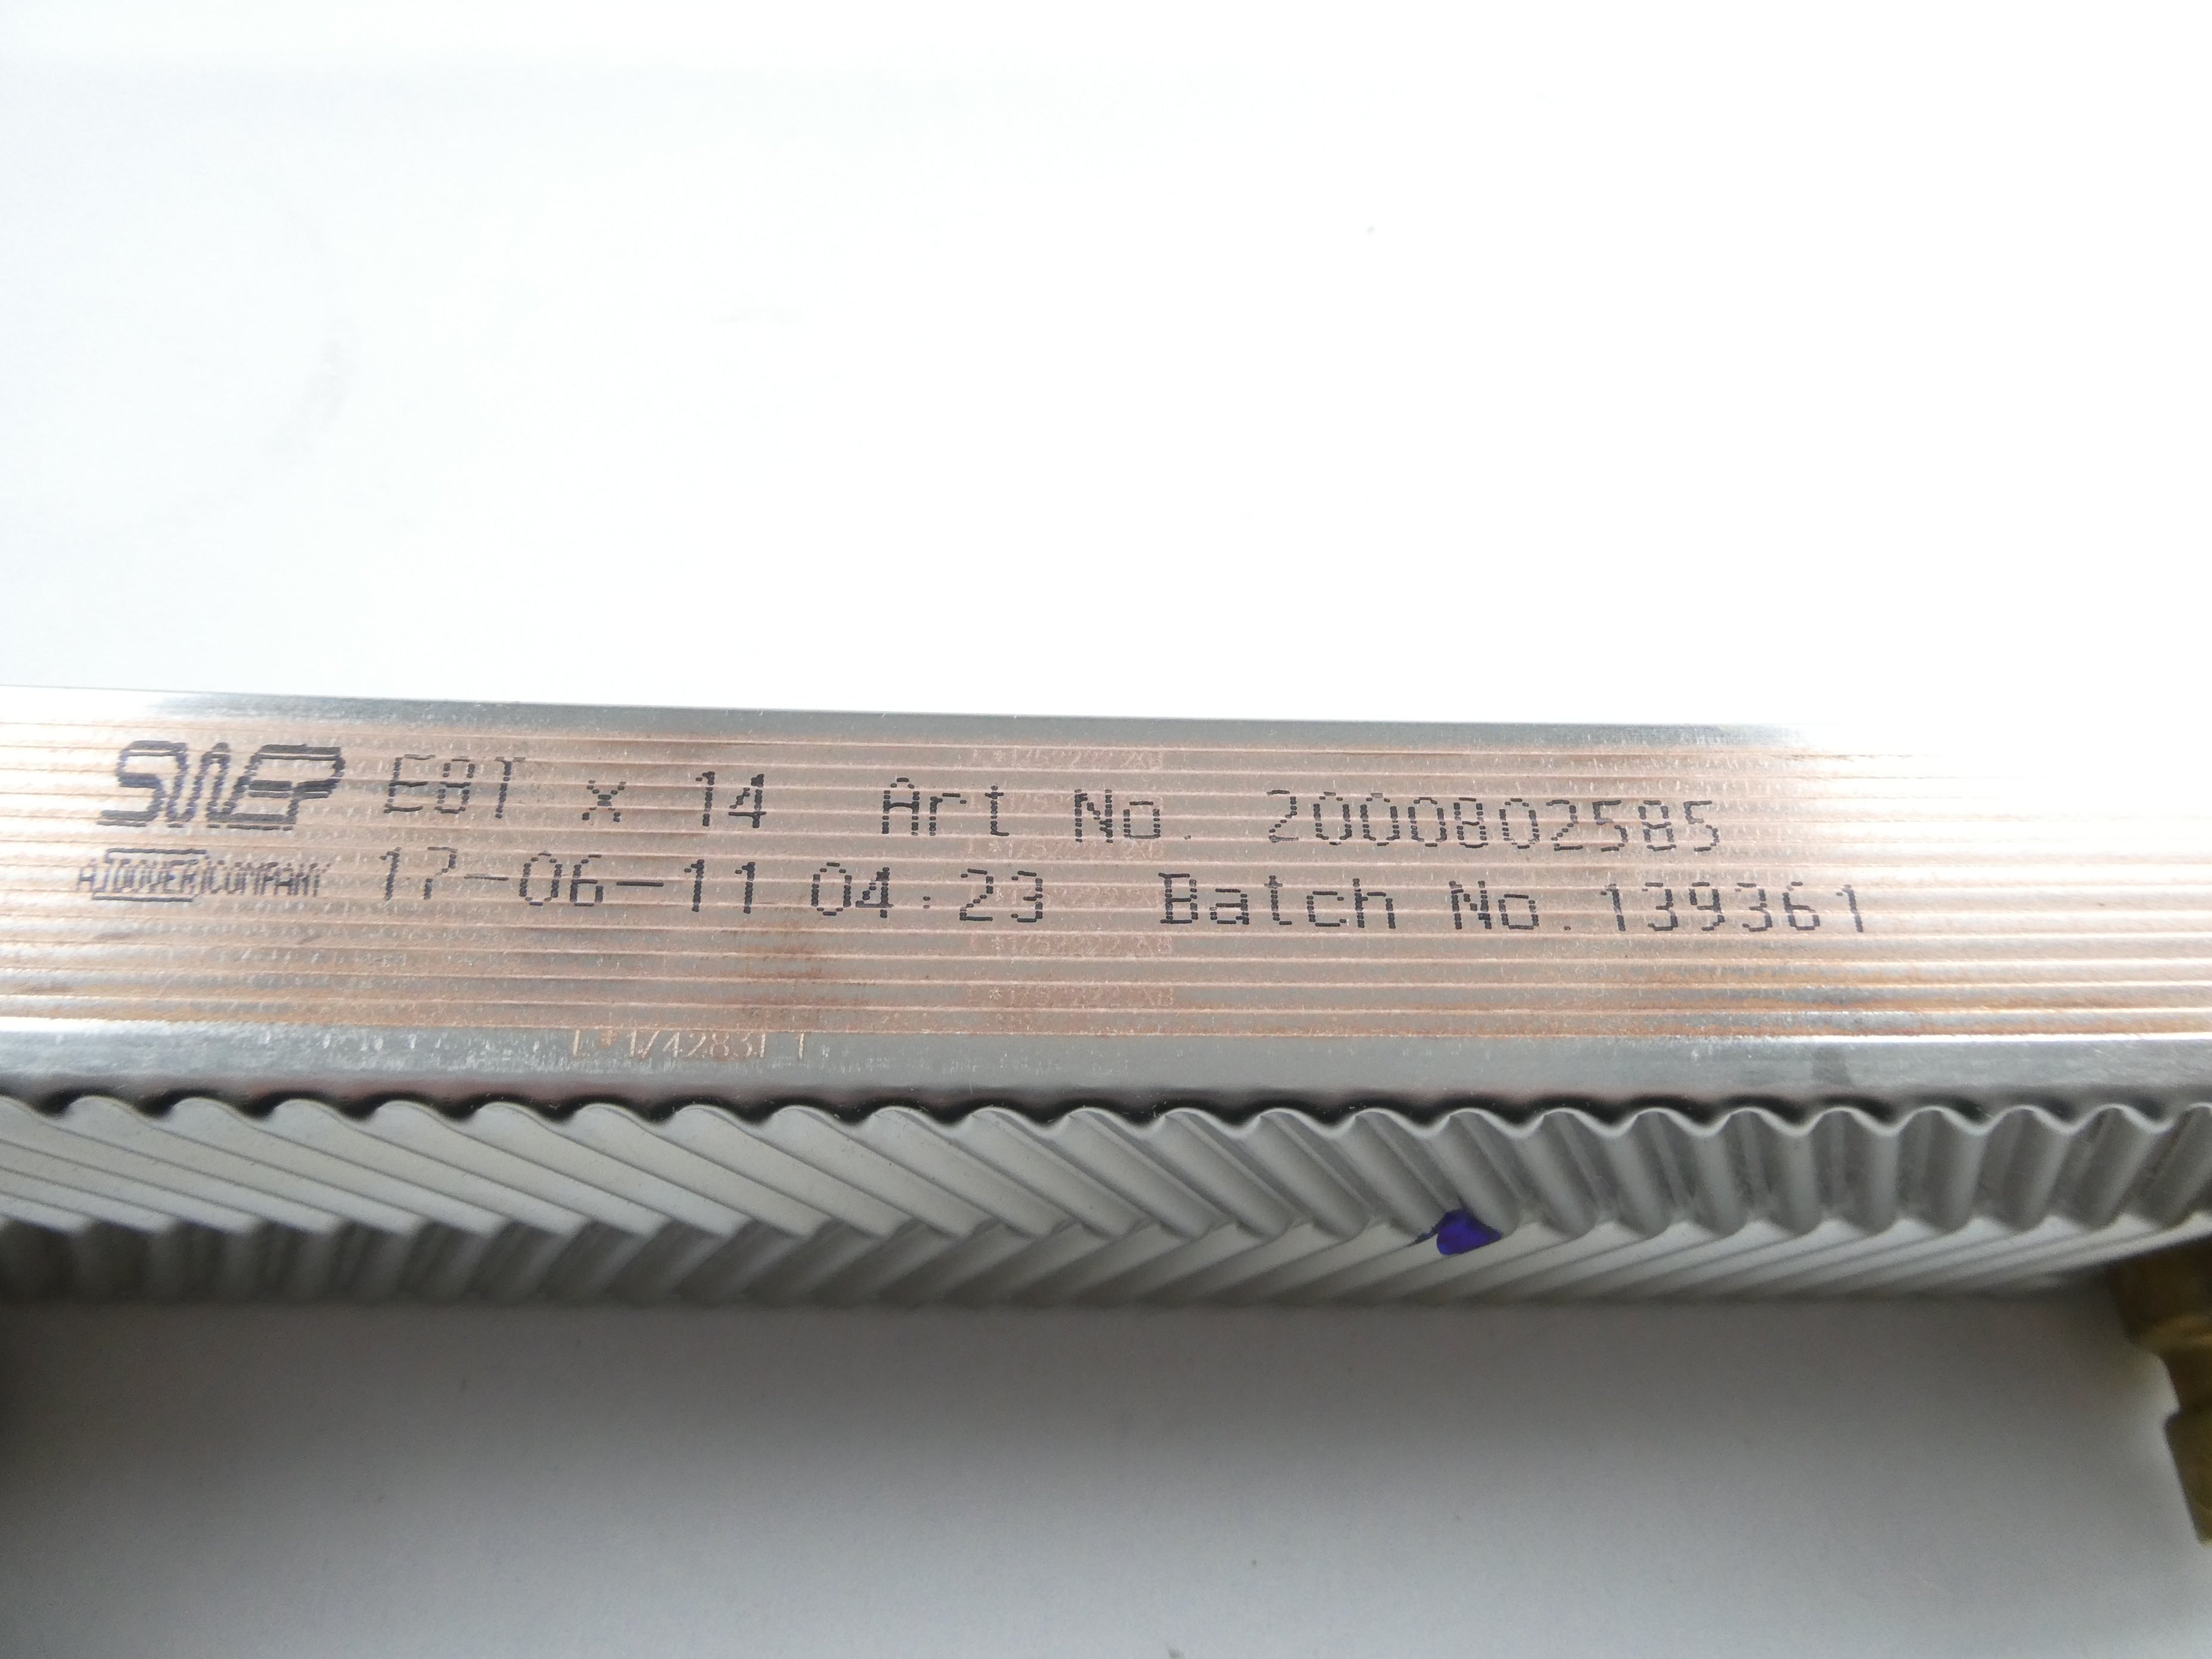 SWEP E8T x 14 Art No. 2000802585
A DOVER COMPANY 17-06-11 04:23 Batch No.139361